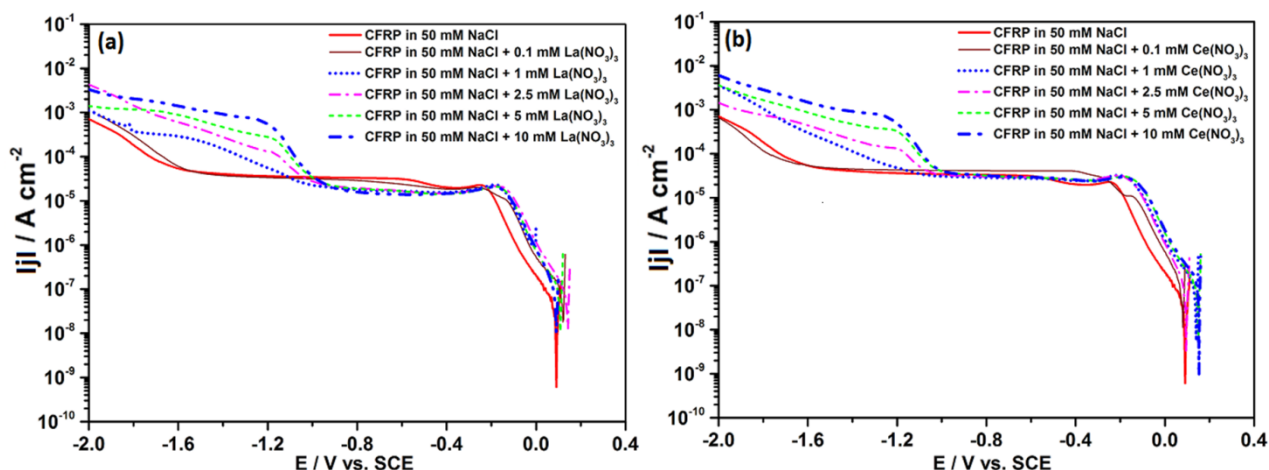 (a)
CFRP in 50 mM NaCl
CFRP in 50 mM NaCl + 0.1 mM La(NO₃)₃
CFRP in 50 mM NaCl + 1 mM La(NO₃)₃
CFRP in 50 mM NaCl + 2.5 mM La(NO₃)₃
CFRP in 50 mM NaCl + 5 mM La(NO₃)₃
CFRP in 50 mM NaCl + 10 mM La(NO₃)₃
IjI / A cm⁻²
10⁻¹
10⁻²
10⁻³
10⁻⁴
10⁻⁵
10⁻⁶
10⁻⁷
10⁻⁸
10⁻⁹
10⁻¹⁰
-2.0 -1.6 -1.2 -0.8 -0.4 0.0 0.4
E / V vs. SCE
(b)
CFRP in 50 mM NaCl
CFRP in 50 mM NaCl + 0.1 mM Ce(NO₃)₃
CFRP in 50 mM NaCl + 1 mM Ce(NO₃)₃
CFRP in 50 mM NaCl + 2.5 mM Ce(NO₃)₃
CFRP in 50 mM NaCl + 5 mM Ce(NO₃)₃
CFRP in 50 mM NaCl + 10 mM Ce(NO₃)₃
IjI / A cm⁻²
10⁻¹
10⁻²
10⁻³
10⁻⁴
10⁻⁵
10⁻⁶
10⁻⁷
10⁻⁸
10⁻⁹
10⁻¹⁰
-2.0 -1.6 -1.2 -0.8 -0.4 0.0 0.4
E / V vs. SCE